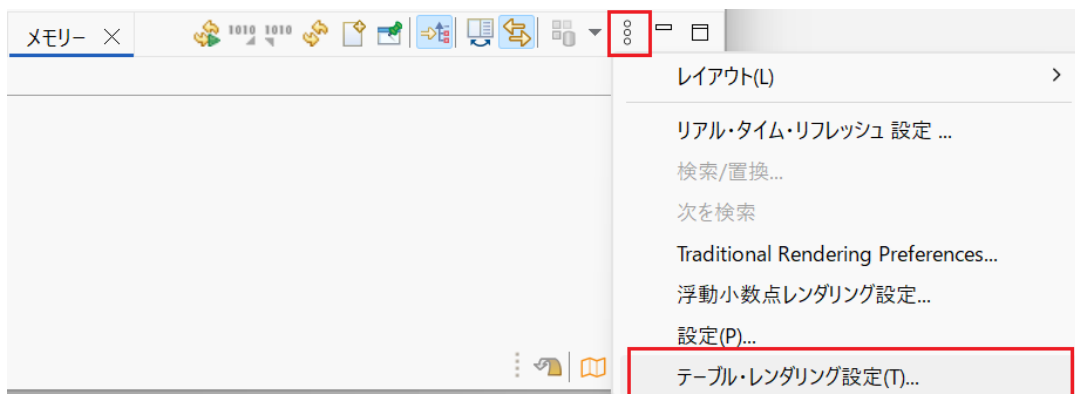 メモリー
1010 1010
レイアウト(L)
リアル・タイム・リフレッシュ 設定 ...
検索/置換...
次を検索
Traditional Rendering Preferences...
浮動小数点レンダリング設定...
設定(P)...
テーブル・レンダリング設定(T)...